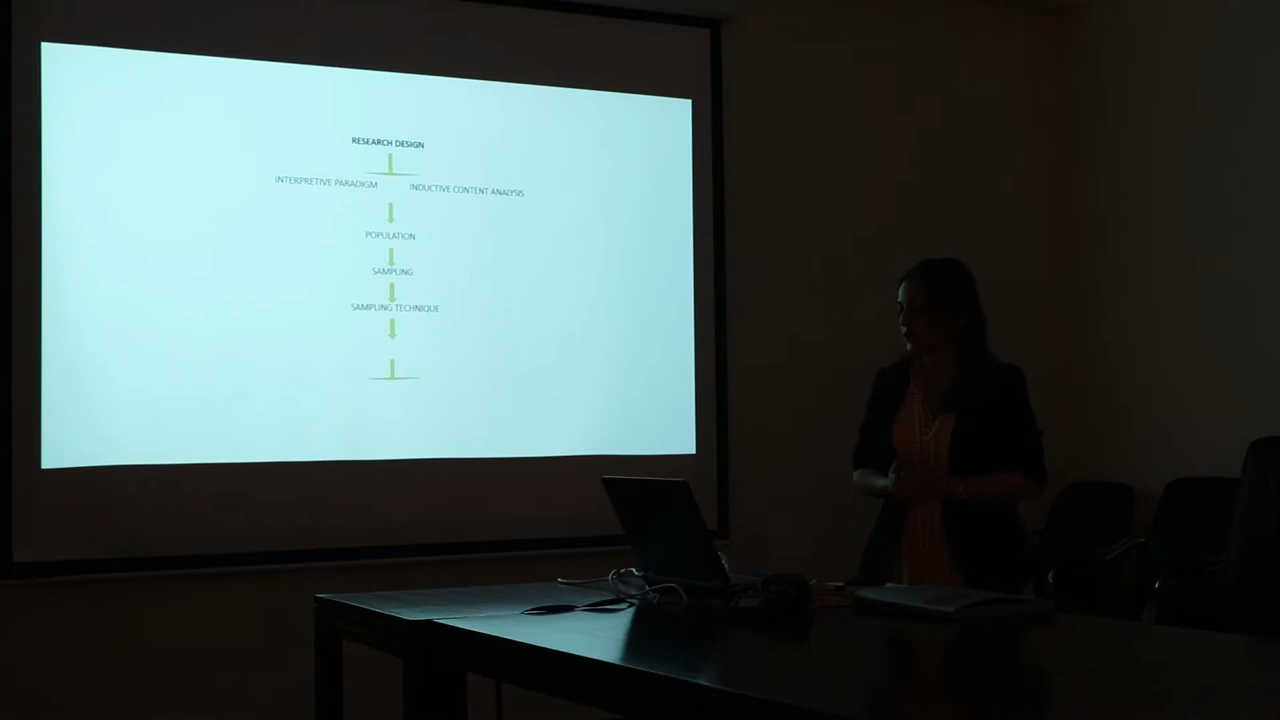 RESEARCH DESIGN
INTERPRETIVE PARADIGM INDUCTIVE CONTENT ANALYSIS
POPULATION
SAMPLING
SAMPLING TECHNIQUE